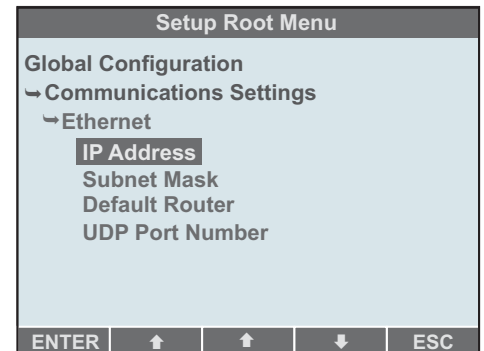 Setup Root Menu
Global Configuration
➥Communications Settings
➥Ethernet
IP Address
Subnet Mask
Default Router
UDP Port Number
ENTER ⬆ ⬆ ⬇ ESC